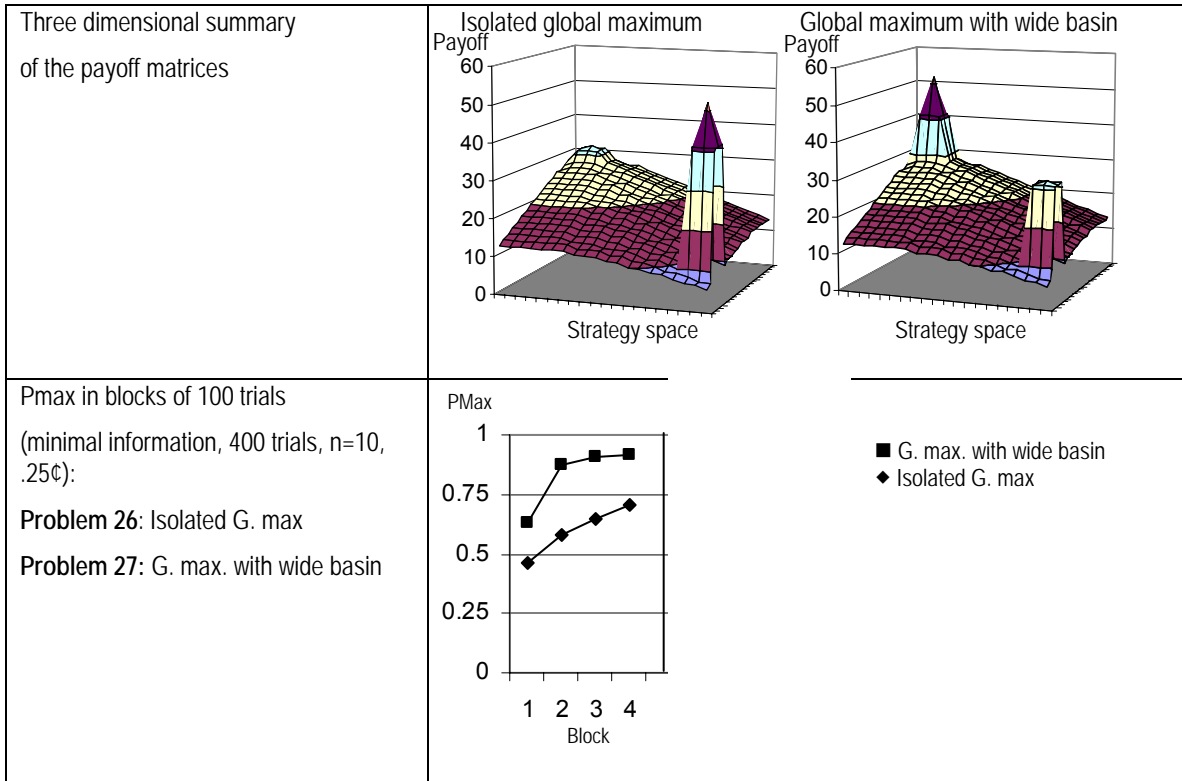 Three dimensional summary
of the payoff matrices
Isolated global maximum
Payoff
60
50
40
30
20
10
0
Strategy space
Global maximum with wide basin
Payoff
60
50
40
30
20
10
0
Strategy space
Pmax in blocks of 100 trials
(minimal information, 400 trials, n=10,
.25¢):
Problem 26: Isolated G. max
Problem 27: G. max. with wide basin
PMax
1
0.75
0.5
0.25
0
1 2 3 4
Block
G. max. with wide basin
Isolated G. max